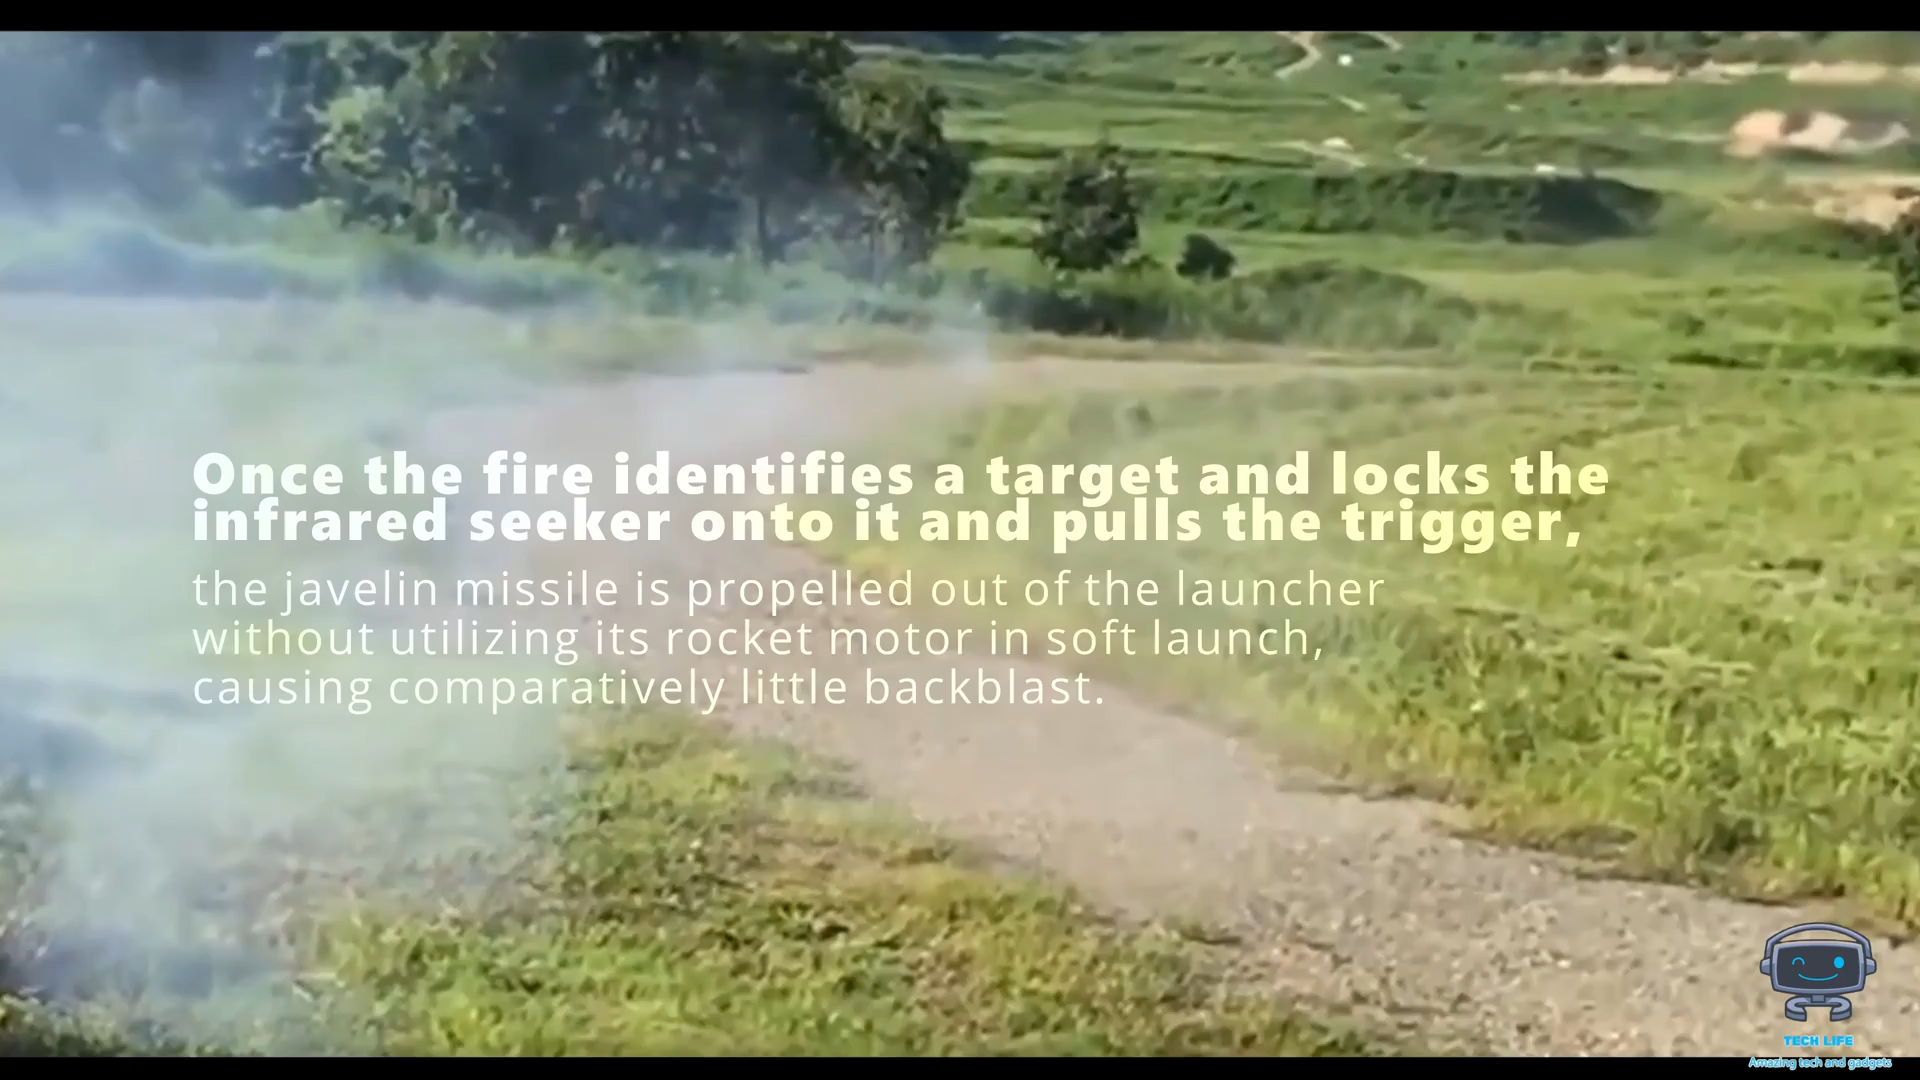 Once the fire identifies a target and locks the
infrared seeker onto it and pulls the trigger,
the javelin missile is propelled out of the launcher
without utilizing its rocket motor in soft launch,
causing comparatively little backblast.
TECH LIFE
Amazing tech and gadgets